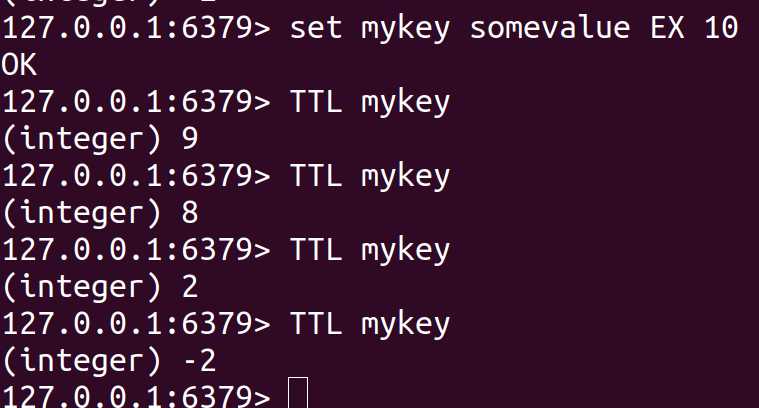 (integer)
127.0.0.1:6379> set mykey somevalue EX 10
OK
127.0.0.1:6379> TTL mykey
(integer) 9
127.0.0.1:6379> TTL mykey
(integer) 8
127.0.0.1:6379> TTL mykey
(integer) 2
127.0.0.1:6379> TTL mykey
(integer) -2
127.0.0.1:6379>